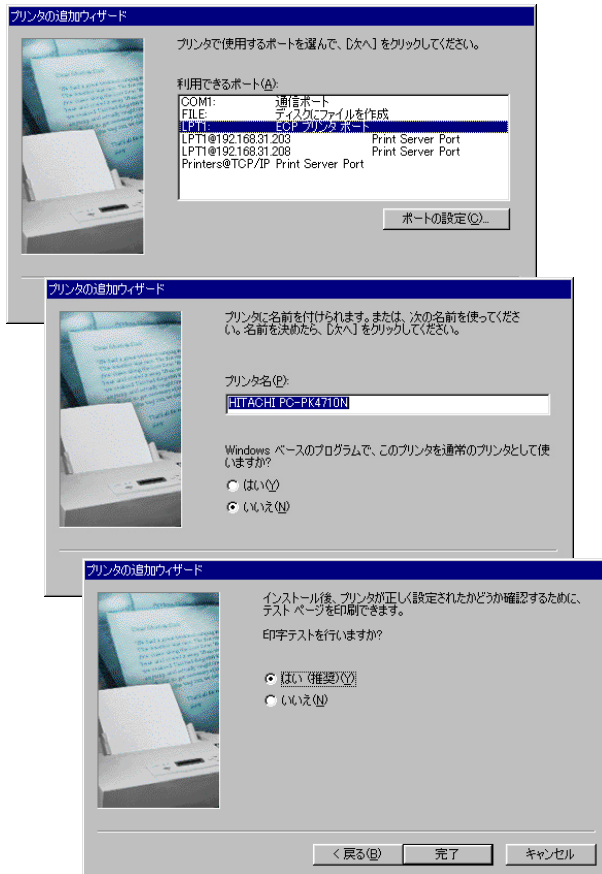 プリンタの追加ウィザード
プリンタで使用するポートを選んで、[次へ] をクリックしてください。
利用できるポート(A):
COM1: 通信ポート
FILE: ディスクにファイルを作成
LPT1: ECP プリンタ ポート
LPT1@192.168.31.203 Print Server Port
LPT1@192.168.31.208 Print Server Port
Printers@TCP/IP Print Server Port
ポートの設定(C)...
プリンタの追加ウィザード
プリンタに名前を付けられます。または、次の名前を使ってくださ
い。名前を決めたら、[次へ] をクリックしてください。
プリンタ名(P):
HITACHI PC-PK4710N
Windows ベースのプログラムで、このプリンタを通常のプリンタとして使
いますか?
はい(Y)
いいえ(N)
プリンタの追加ウィザード
インストール後、プリンタが正しく設定されたかどうか確認するために、
テスト ページを印刷できます。
印字テストを行いますか?
はい (推奨)(Y)
いいえ(N)
< 戻る(B)
完了
キャンセル